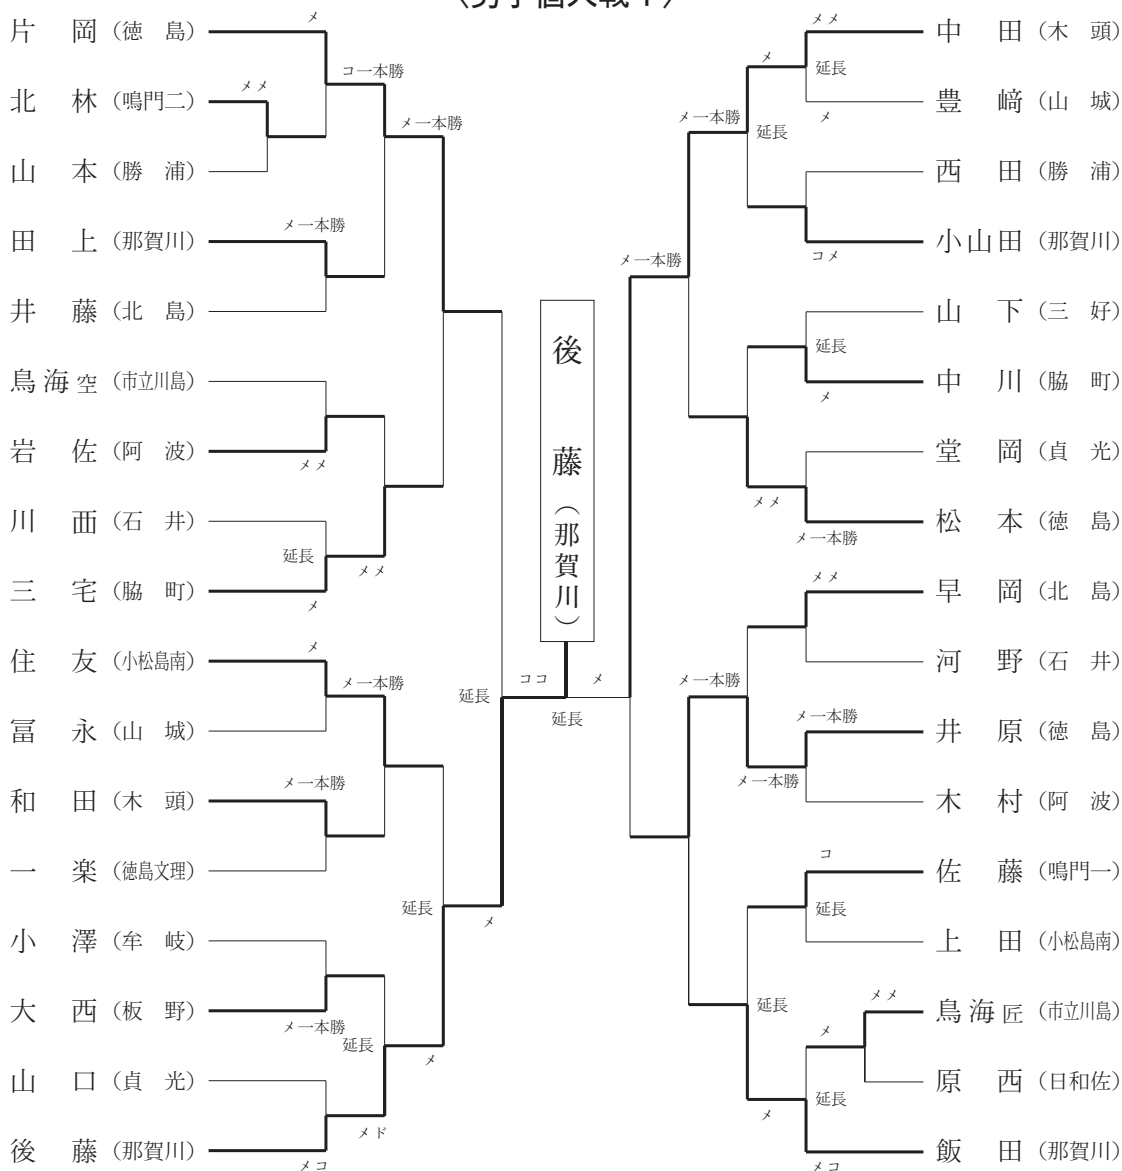 片岡(徳島)
北林(鳴門二)
山本(勝浦)
田上(那賀川)
井藤(北島)
鳥海空(市立川島)
岩佐(阿波)
川西(石井)
三宅(脇町)
住友(小松島南)
冨永(山城)
和田(木頭)
一楽(徳島文理)
小澤(牟岐)
大西(板野)
山口(貞光)
後藤(那賀川)
メ
メメ
コ一本勝
メ一本勝
メ一本勝
メメ
延長
メメ
メ
メ
メ一本勝
メ一本勝
延長
延長
メ
メ一本勝
延長
メ
メド
メコ
後藤(那賀川)
ココ
メ
延長
メメ
メ
延長
メ一本勝
メ
延長
メ一本勝
コメ
延長
メ
メメ
メ一本勝
メメ
メ一本勝
メ一本勝
メ一本勝
コ
延長
メメ
延長
メ
延長
メ
メコ
中田(木頭)
豊﨑(山城)
西田(勝浦)
小山田(那賀川)
山下(三好)
中川(脇町)
堂岡(貞光)
松本(徳島)
早岡(北島)
河野(石井)
井原(徳島)
木村(阿波)
佐藤(鳴門一)
上田(小松島南)
鳥海匠(市立川島)
原西(日和佐)
飯田(那賀川)